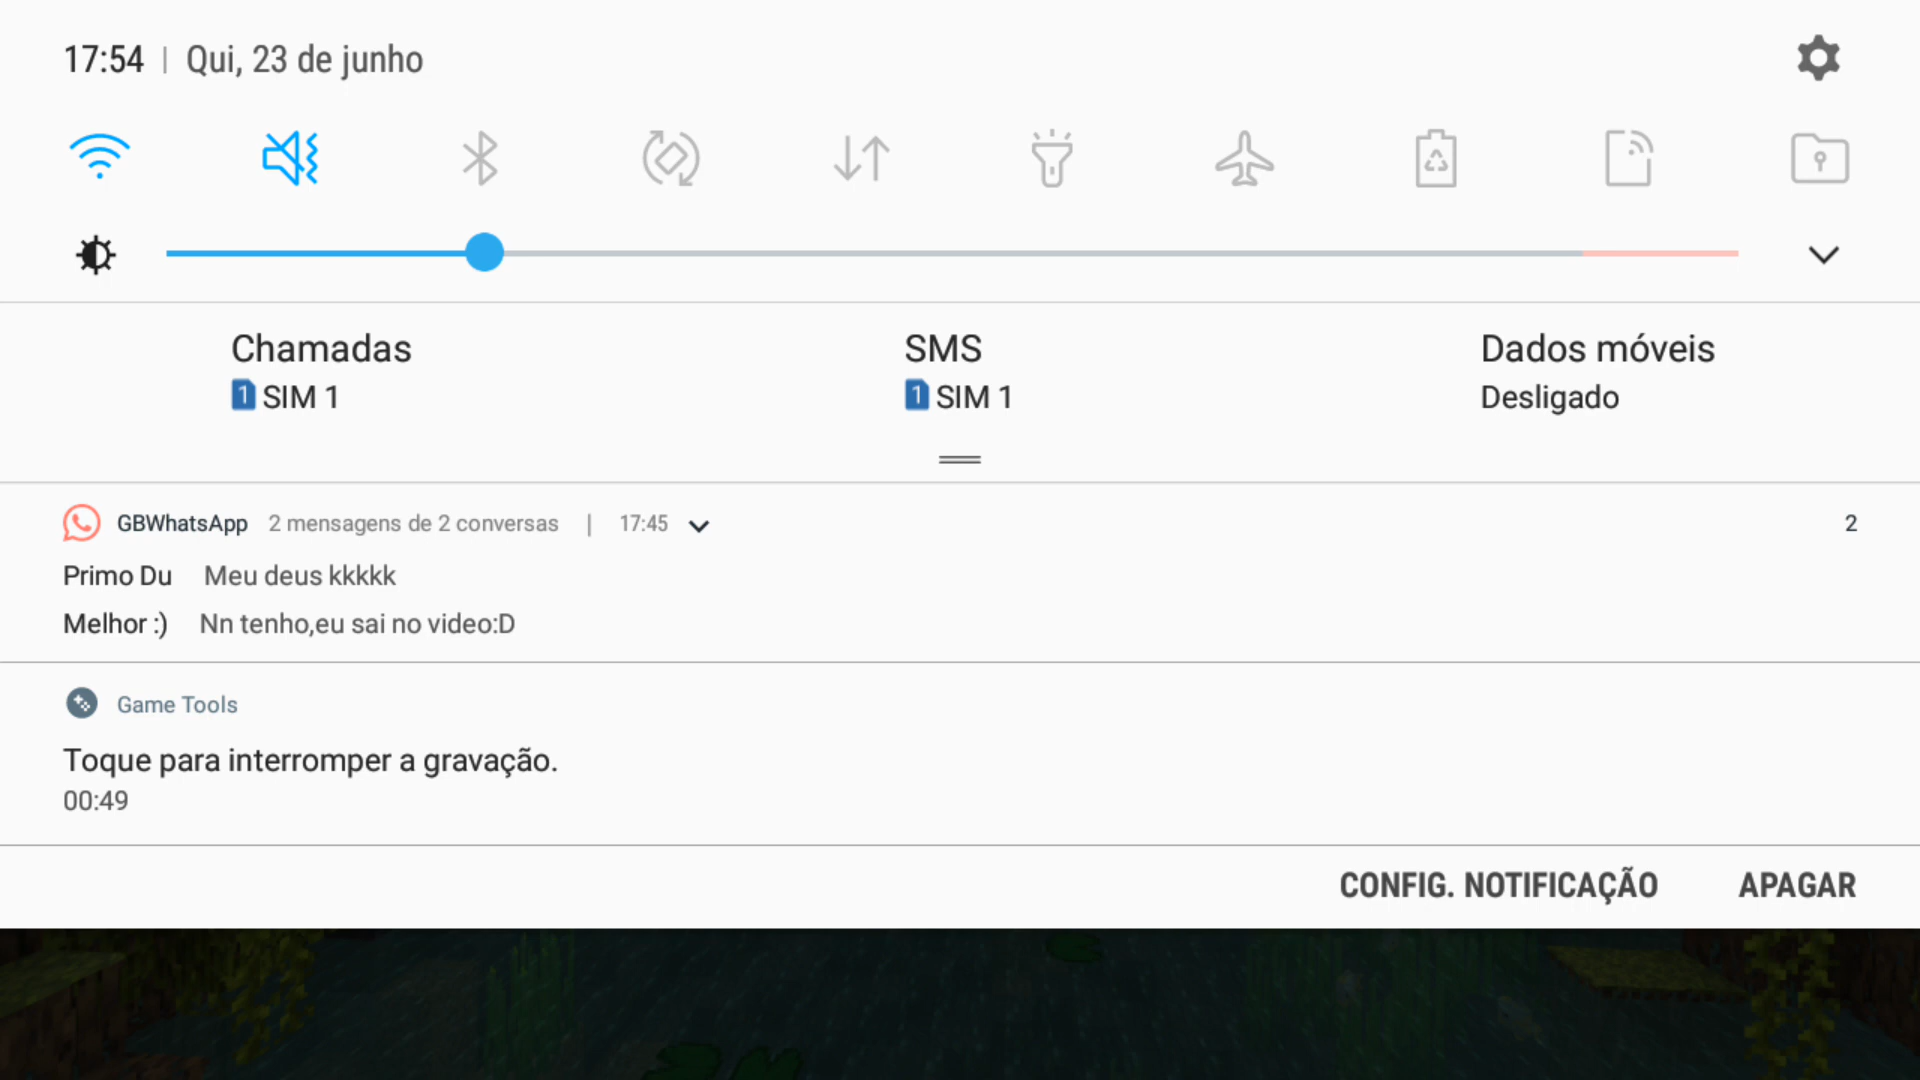 17:54 | Qui, 23 de junho
Chamadas
1 SIM 1
SMS
1 SIM 1
Dados móveis
Desligado
GBWhatsApp 2 mensagens de 2 conversas | 17:45 2
Primo Du Meu deus kkkkk
Melhor :) Nn tenho,eu sai no video:D
Game Tools
Toque para interromper a gravação.
00:49
CONFIG. NOTIFICAÇÃO APAGAR